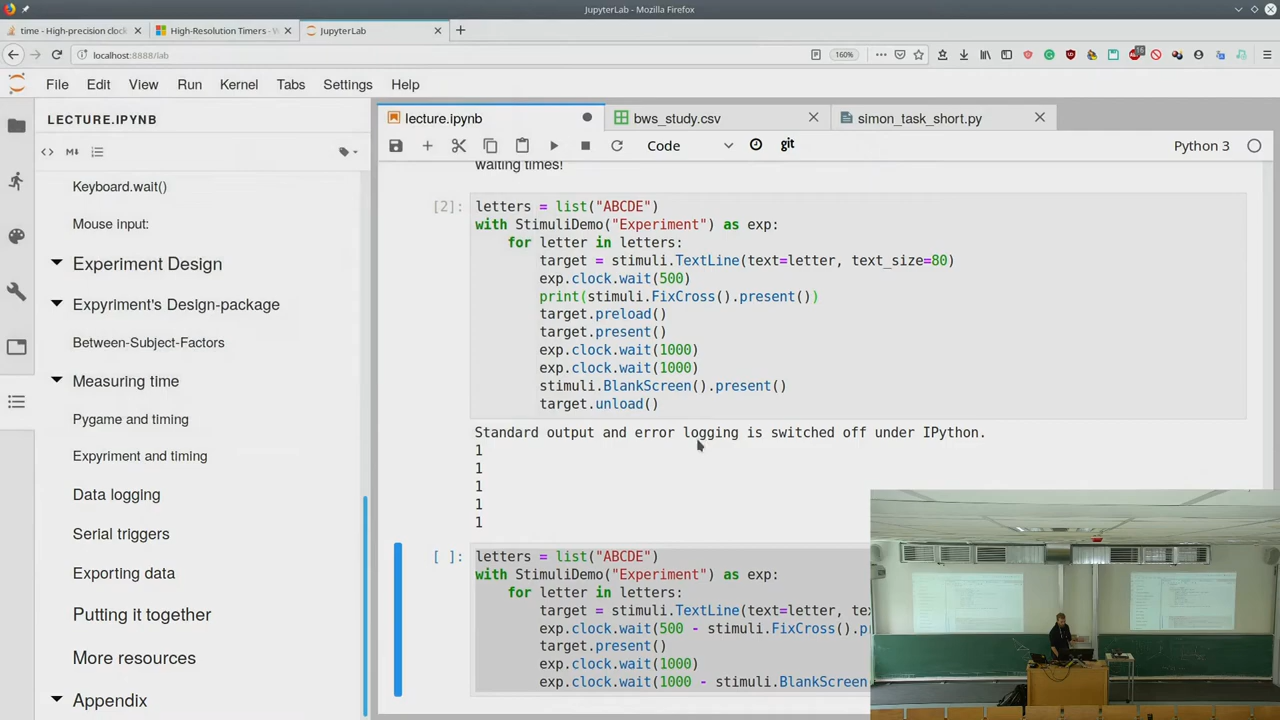 JupyterLab - Mozilla Firefox
time - High-precision clock
High-Resolution Timers - W
JupyterLab
localhost:8888/lab
160%
File Edit View Run Kernel Tabs Settings Help
LECTURE.IPYNB
Keyboard.wait()
Mouse input:
Experiment Design
Expyriment's Design-package
Between-Subject-Factors
Measuring time
Pygame and timing
Expyriment and timing
Data logging
Serial triggers
Exporting data
Putting it together
More resources
Appendix
lecture.ipynb
bws_study.csv
simon_task_short.py
Code
git
Python 3
waiting times!
[2]:
letters = list("ABCDE")
with StimuliDemo("Experiment") as exp:
for letter in letters:
target = stimuli.TextLine(text=letter, text_size=80)
exp.clock.wait(500)
print(stimuli.FixCross().present())
target.preload()
target.present()
exp.clock.wait(1000)
exp.clock.wait(1000)
stimuli.BlankScreen().present()
target.unload()
Standard output and error logging is switched off under IPython.
1
1
1
1
1
[ ]:
letters = list("ABCDE")
with StimuliDemo("Experiment") as exp:
for letter in letters:
target = stimuli.TextLine(text=letter, te
exp.clock.wait(500 - stimuli.FixCross().p
target.present()
exp.clock.wait(1000)
exp.clock.wait(1000 - stimuli.BlankScreen